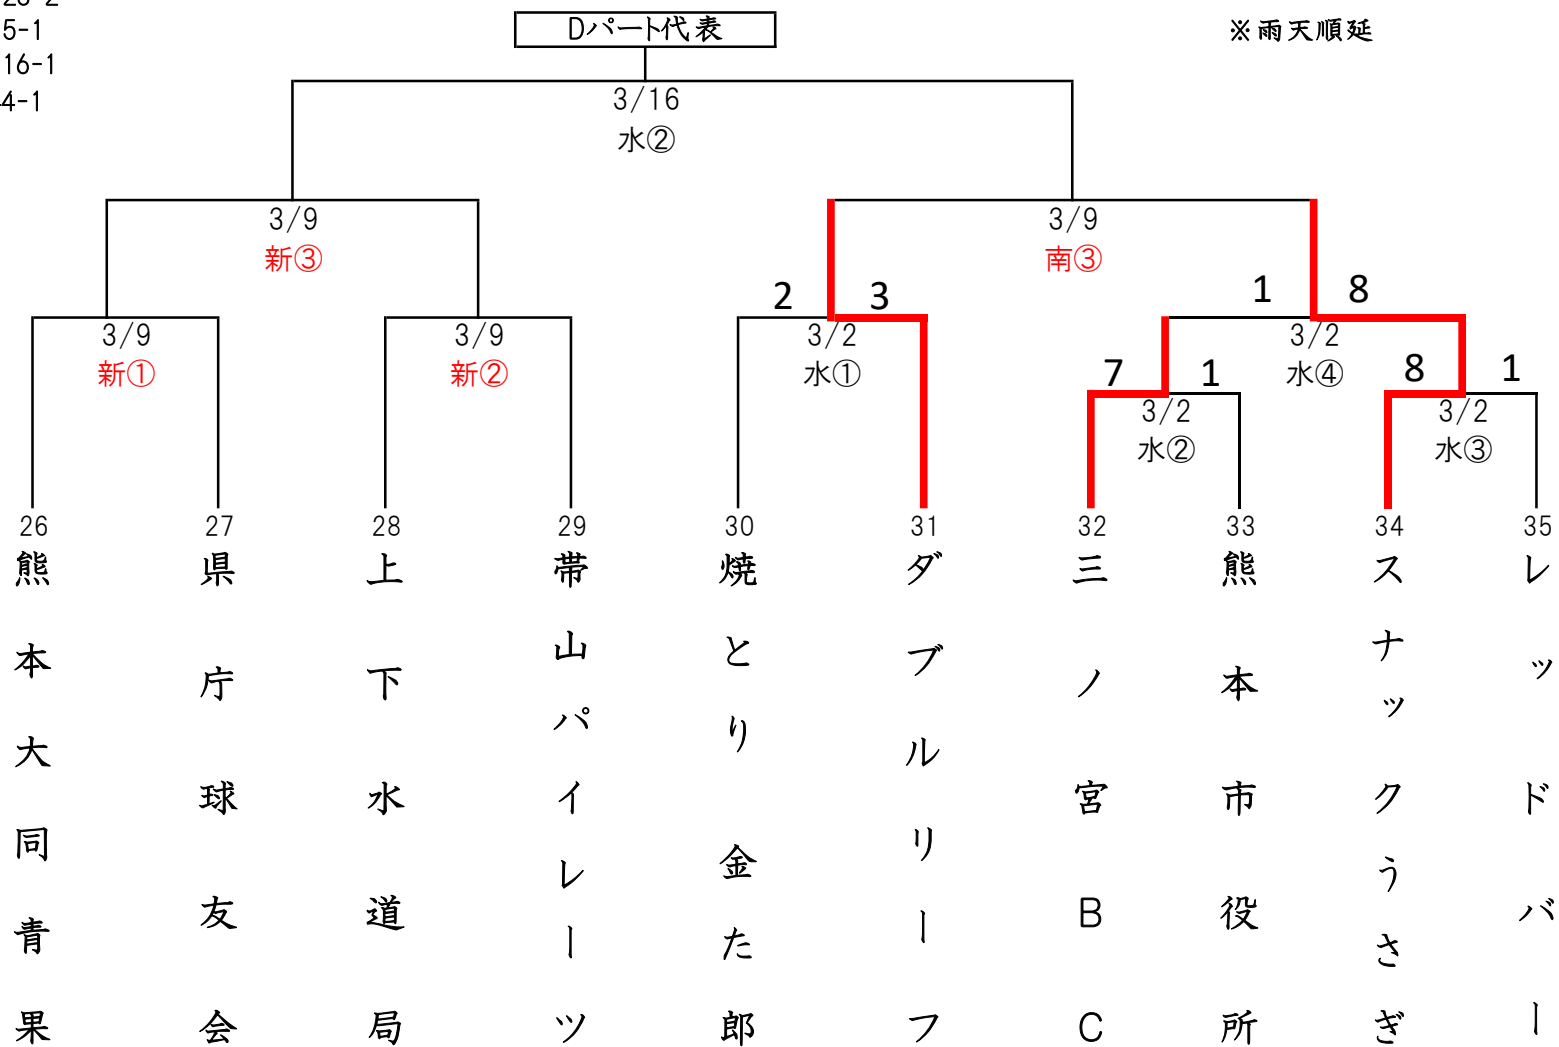 5-1
16-1
4-1
Dパート代表
※雨天順延
3/16
水②
3/9
新③
3/9
南③
2
3
1
8
3/9
新①
3/9
新②
3/2
水①
3/2
水④
7
1
8
1
3/2
水②
3/2
水③
26
27
28
29
30
31
32
33
34
35
熊本大同青果
県庁球友会
上下水道局
帯山パイレーツ
焼とり金た郎
ダブルリーフ
三ノ宮BC
熊本市役所
スナックうさぎ
レッドバー